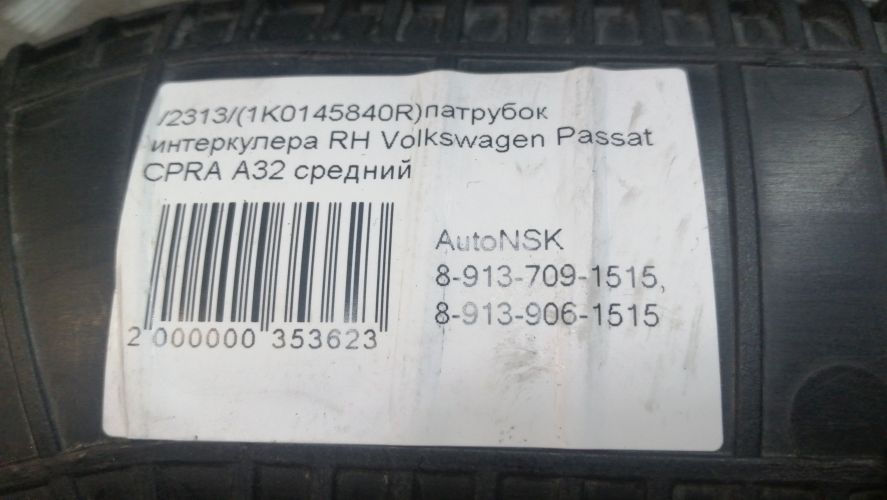 /2313/(1K0145840R)патрубок
интеркулера RH Volkswagen Passat
CPRA A32 средний
AutoNSK
8-913-709-1515,
8-913-906-1515
2 000000 353623